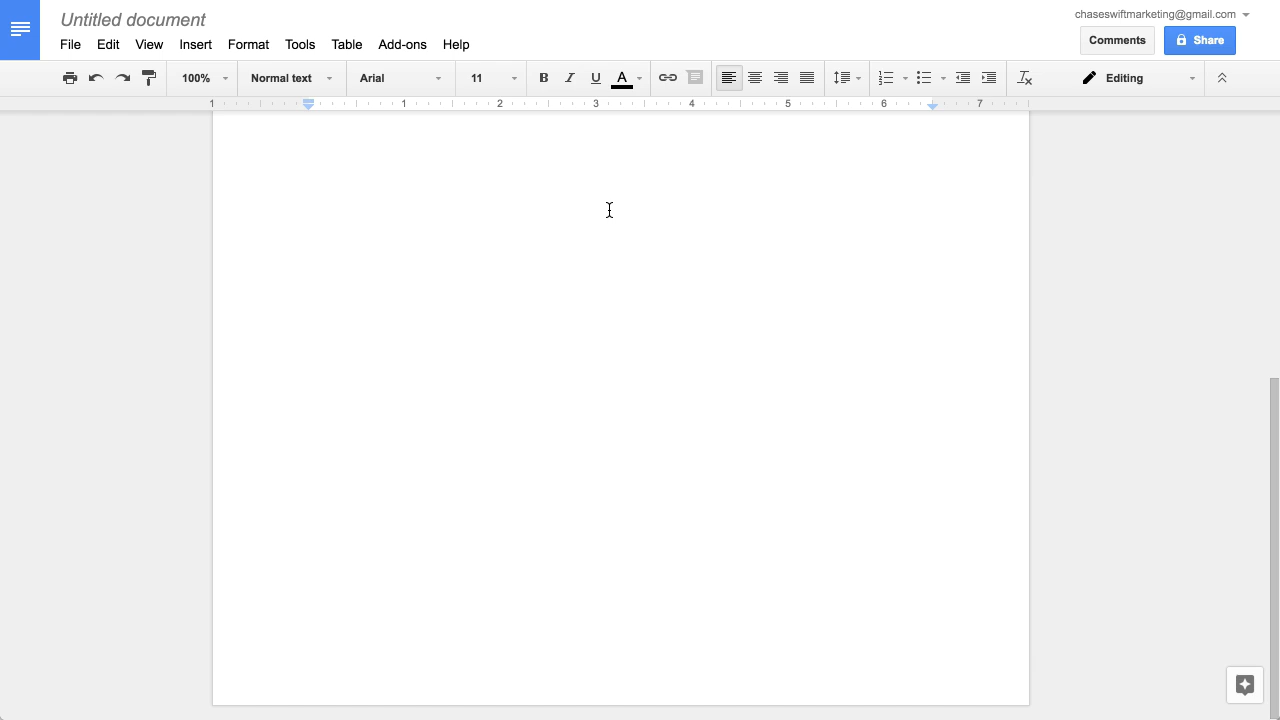 Untitled document
chaseswiftmarketing@gmail.com
File Edit View Insert Format Tools Table Add-ons Help
Comments Share
100% Normal text Arial 11 B I U A Editing
1 1 2 3 4 5 6 7